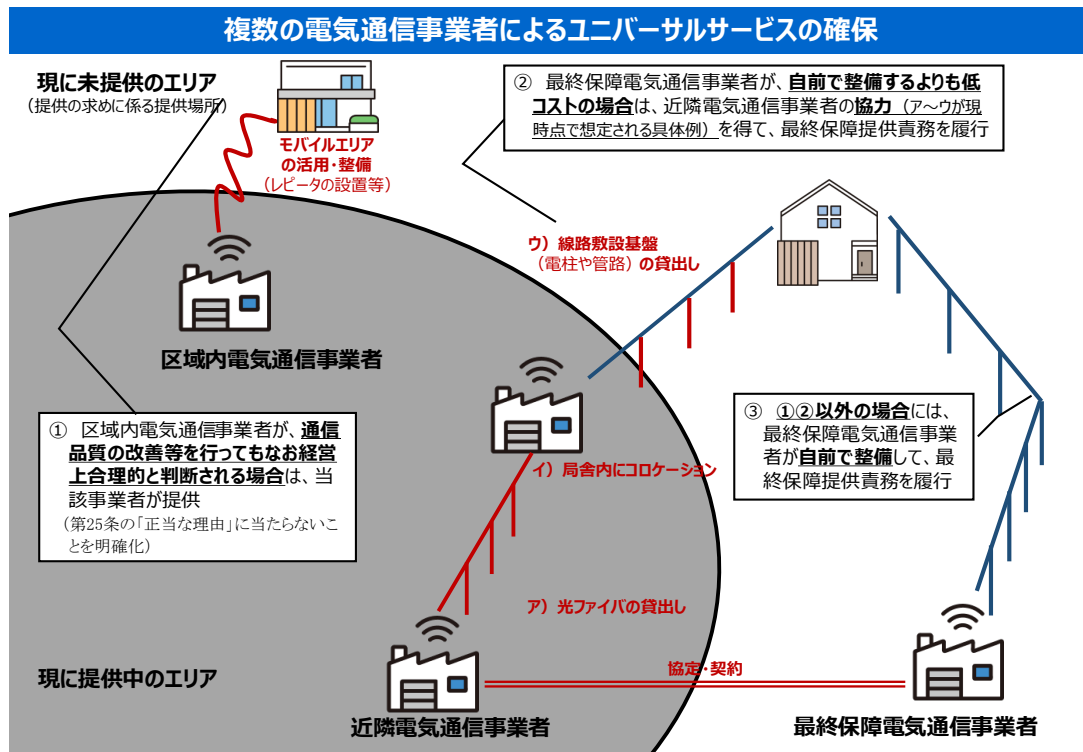 複数の電気通信事業者によるユニバーサルサービスの確保
現に未提供のエリア
（提供の求めに係る提供場所）
モバイルエリア
の活用・整備
（レピータの設置等）
② 最終保障電気通信事業者が、自前で整備するよりも低
コストの場合は、近隣電気通信事業者の協力（ア～ウが現
時点で想定される具体例）を得て、最終保障提供責務を履行
ウ）線路敷設基盤
（電柱や管路）の貸出し
区域内電気通信事業者
① 区域内電気通信事業者が、通信
品質の改善等を行ってもなお経営
上合理的と判断される場合は、当
該事業者が提供
（第25条の「正当な理由」に当たらないこ
とを明確化）
③ ①②以外の場合には、
最終保障電気通信事業
者が自前で整備して、最
終保障提供責務を履行
イ）局舎内にコロケーション
ア）光ファイバの貸出し
現に提供中のエリア
協定・契約
近隣電気通信事業者
最終保障電気通信事業者